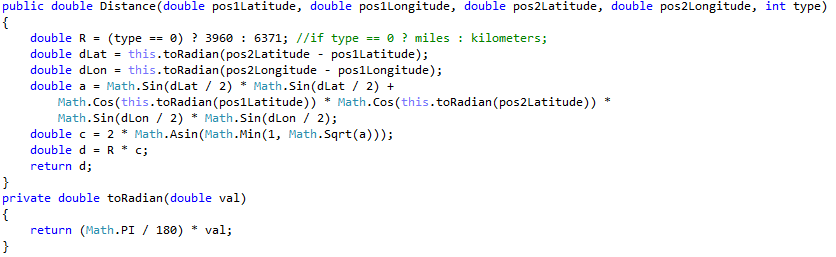 public double Distance(double pos1Latitude, double pos1Longitude, double pos2Latitude, double pos2Longitude, int type)
{
    double R = (type == 0) ? 3960 : 6371; //if type == 0 ? miles : kilometers;
    double dLat = this.toRadian(pos2Latitude - pos1Latitude);
    double dLon = this.toRadian(pos2Longitude - pos1Longitude);
    double a = Math.Sin(dLat / 2) * Math.Sin(dLat / 2) +
        Math.Cos(this.toRadian(pos1Latitude)) * Math.Cos(this.toRadian(pos2Latitude)) *
        Math.Sin(dLon / 2) * Math.Sin(dLon / 2);
    double c = 2 * Math.Asin(Math.Min(1, Math.Sqrt(a)));
    double d = R * c;
    return d;
}
private double toRadian(double val)
{
    return (Math.PI / 180) * val;
}